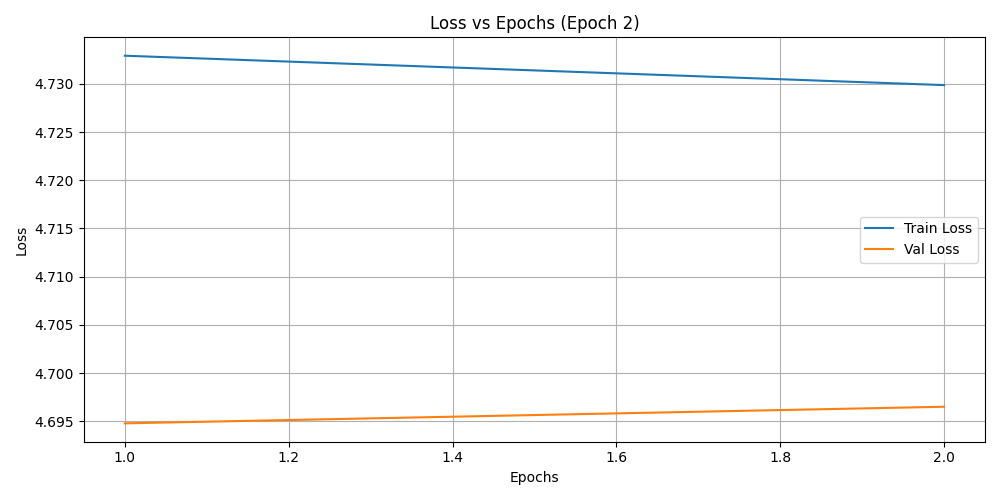 Loss vs Epochs (Epoch 2)
4.730
4.725
4.720
4.715
4.710
4.705
4.700
4.695
Loss
Train Loss
Val Loss
1.0 1.2 1.4 1.6 1.8 2.0
Epochs